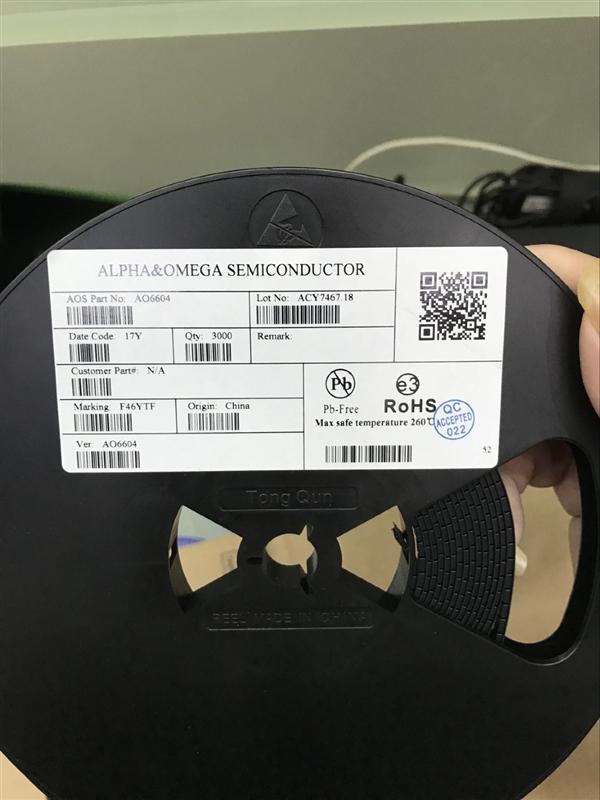 ALPHA&OMEGA SEMICONDUCTOR
AOS Part No: AO6604
Lot No: ACY7467.18
Date Code: 17Y
Qty: 3000
Remark:
Customer Part#: N/A
Marking: F46YTF
Origin: China
Ver: AO6604
Pb
Pb-Free
e3
RoHS
Max safe temperature 260℃
QC
ACCEPTED
022
52
Tong Qun
REEL MADE IN CHINA